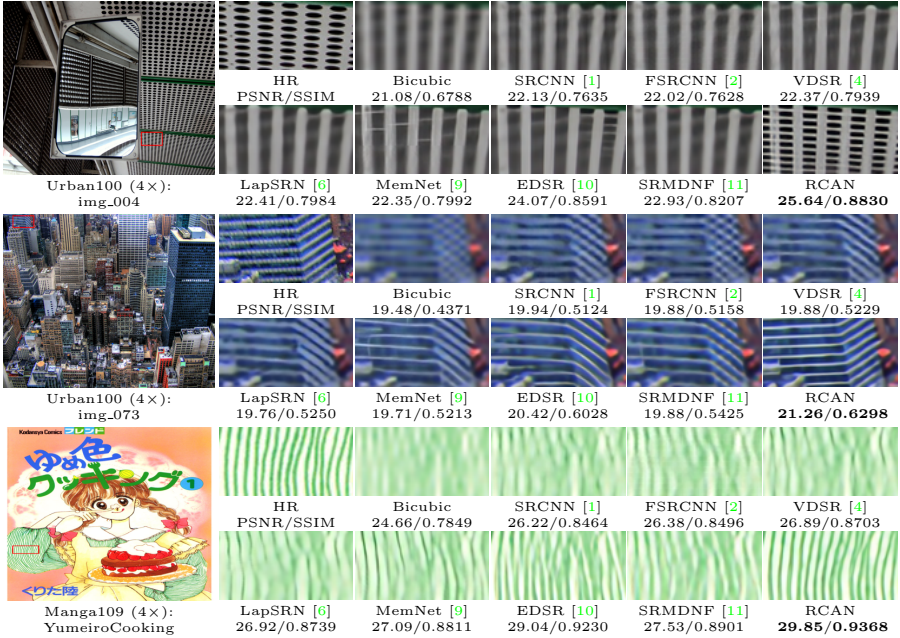 HR Bicubic SRCNN [1] FSRCNN [2] VDSR [4]
PSNR/SSIM 21.08/0.6788 22.13/0.7635 22.02/0.7628 22.37/0.7939
Urban100 (4×): LapSRN [6] MemNet [9] EDSR [10] SRMDNF [11] RCAN
img_004 22.41/0.7984 22.35/0.7992 24.07/0.8591 22.93/0.8207 25.64/0.8830
HR Bicubic SRCNN [1] FSRCNN [2] VDSR [4]
PSNR/SSIM 19.48/0.4371 19.94/0.5124 19.88/0.5158 19.88/0.5229
Urban100 (4×): LapSRN [6] MemNet [9] EDSR [10] SRMDNF [11] RCAN
img_073 19.76/0.5250 19.71/0.5213 20.42/0.6028 19.88/0.5425 21.26/0.6298
Kodansya Comics フレンド
ゆめ色
クッキング 1
くりた陸
HR Bicubic SRCNN [1] FSRCNN [2] VDSR [4]
PSNR/SSIM 24.66/0.7849 26.22/0.8464 26.38/0.8496 26.89/0.8703
Manga109 (4×): LapSRN [6] MemNet [9] EDSR [10] SRMDNF [11] RCAN
YumeiroCooking 26.92/0.8739 27.09/0.8811 29.04/0.9230 27.53/0.8901 29.85/0.9368